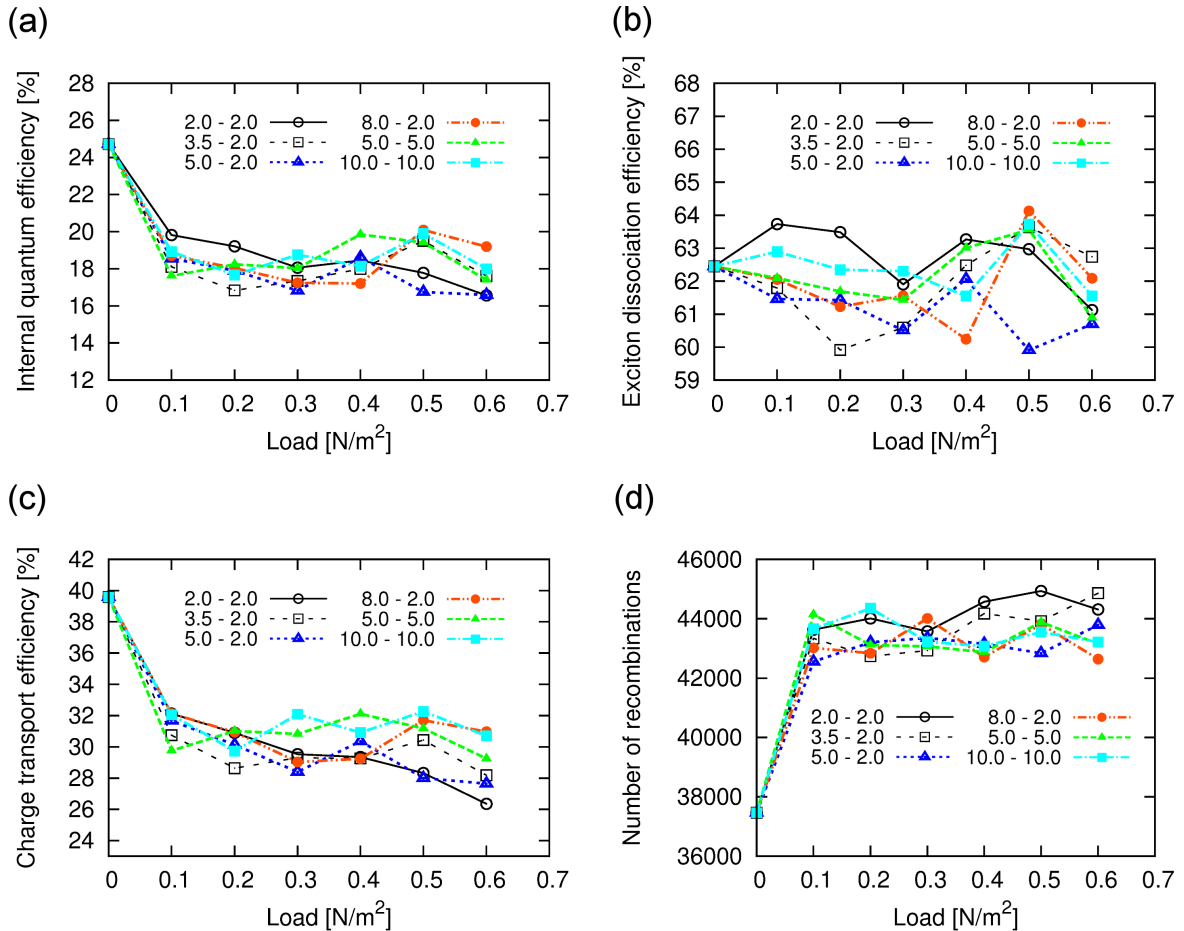 (a)
Internal quantum efficiency [%]
28
26
24
22
20
18
16
14
12
2.0 - 2.0
3.5 - 2.0
5.0 - 2.0
8.0 - 2.0
5.0 - 5.0
10.0 - 10.0
0 0.1 0.2 0.3 0.4 0.5 0.6 0.7
Load [N/m²]
(b)
Exciton dissociation efficiency [%]
68
67
66
65
64
63
62
61
60
59
2.0 - 2.0
3.5 - 2.0
5.0 - 2.0
8.0 - 2.0
5.0 - 5.0
10.0 - 10.0
0 0.1 0.2 0.3 0.4 0.5 0.6 0.7
Load [N/m²]
(c)
Charge transport efficiency [%]
42
40
38
36
34
32
30
28
26
24
2.0 - 2.0
3.5 - 2.0
5.0 - 2.0
8.0 - 2.0
5.0 - 5.0
10.0 - 10.0
0 0.1 0.2 0.3 0.4 0.5 0.6 0.7
Load [N/m²]
(d)
Number of recombinations
46000
44000
42000
40000
38000
36000
2.0 - 2.0
3.5 - 2.0
5.0 - 2.0
8.0 - 2.0
5.0 - 5.0
10.0 - 10.0
0 0.1 0.2 0.3 0.4 0.5 0.6 0.7
Load [N/m²]